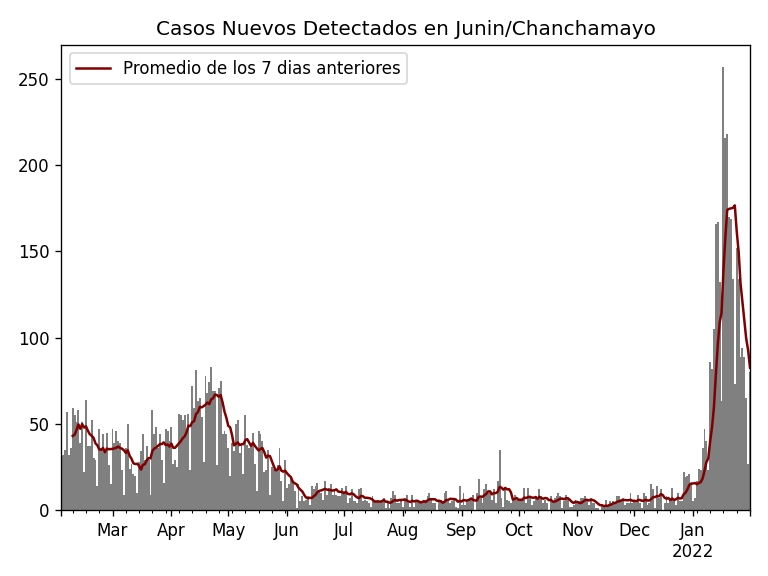 Casos Nuevos Detectados en Junin/Chanchamayo
Promedio de los 7 dias anteriores
250
200
150
100
50
0
Mar Apr May Jun Jul Aug Sep Oct Nov Dec Jan
2022